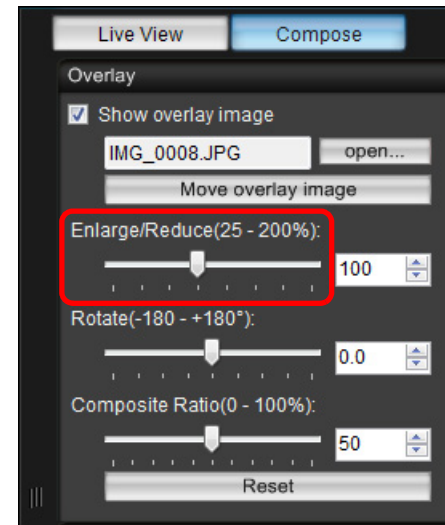 Live View Compose
Overlay
Show overlay image
IMG_0008.JPG open...
Move overlay image
Enlarge/Reduce(25 - 200%):
100
Rotate(-180 - +180°):
0.0
Composite Ratio(0 - 100%):
50
Reset